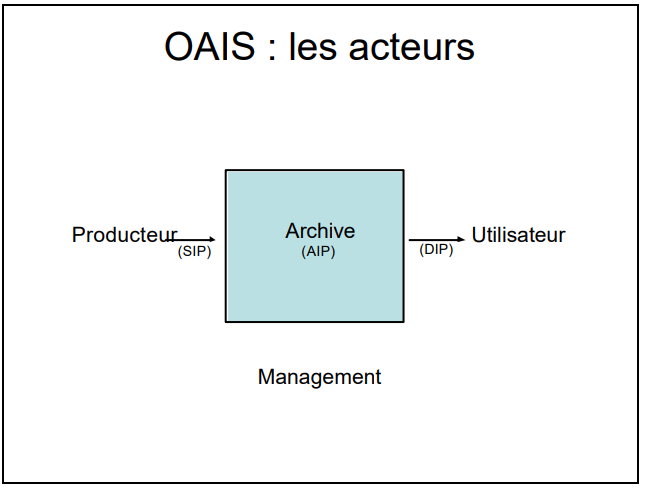 OAIS : les acteurs
Producteur
(SIP)
Archive
(AIP)
(DIP)
Utilisateur
Management